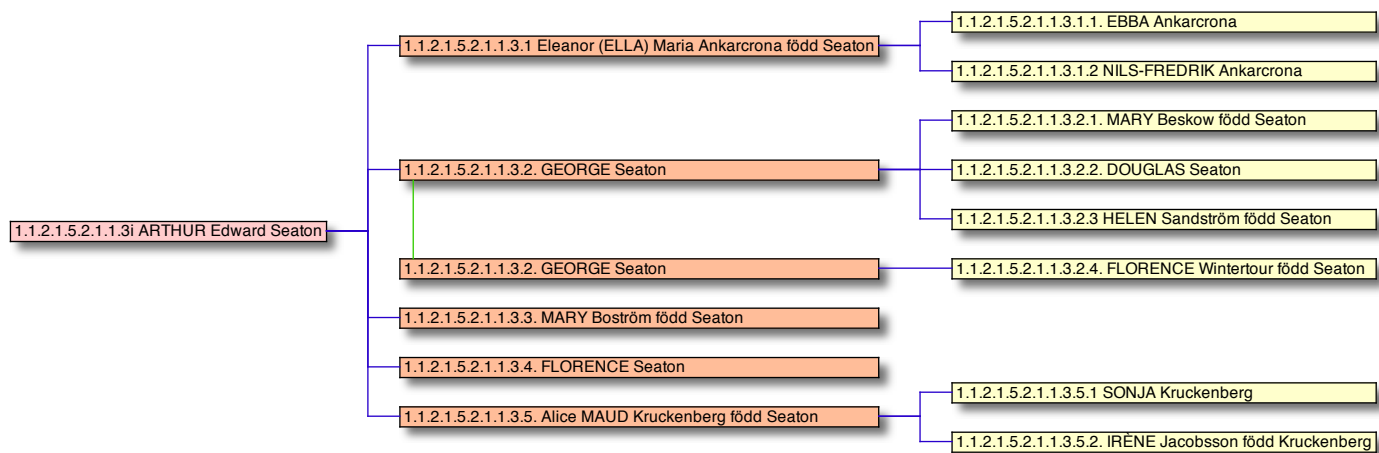 1.1.2.1.5.2.1.1.3i ARTHUR Edward Seaton
1.1.2.1.5.2.1.1.3.1 Eleanor (ELLA) Maria Ankarcrona född Seaton
1.1.2.1.5.2.1.1.3.1.1. EBBA Ankarcrona
1.1.2.1.5.2.1.1.3.1.2 NILS-FREDRIK Ankarcrona
1.1.2.1.5.2.1.1.3.2. GEORGE Seaton
1.1.2.1.5.2.1.1.3.2.1. MARY Beskow född Seaton
1.1.2.1.5.2.1.1.3.2.2. DOUGLAS Seaton
1.1.2.1.5.2.1.1.3.2.3 HELEN Sandström född Seaton
1.1.2.1.5.2.1.1.3.2. GEORGE Seaton
1.1.2.1.5.2.1.1.3.2.4. FLORENCE Wintertour född Seaton
1.1.2.1.5.2.1.1.3.3. MARY Boström född Seaton
1.1.2.1.5.2.1.1.3.4. FLORENCE Seaton
1.1.2.1.5.2.1.1.3.5. Alice MAUD Kruckenberg född Seaton
1.1.2.1.5.2.1.1.3.5.1 SONJA Kruckenberg
1.1.2.1.5.2.1.1.3.5.2. IRÈNE Jacobsson född Kruckenberg